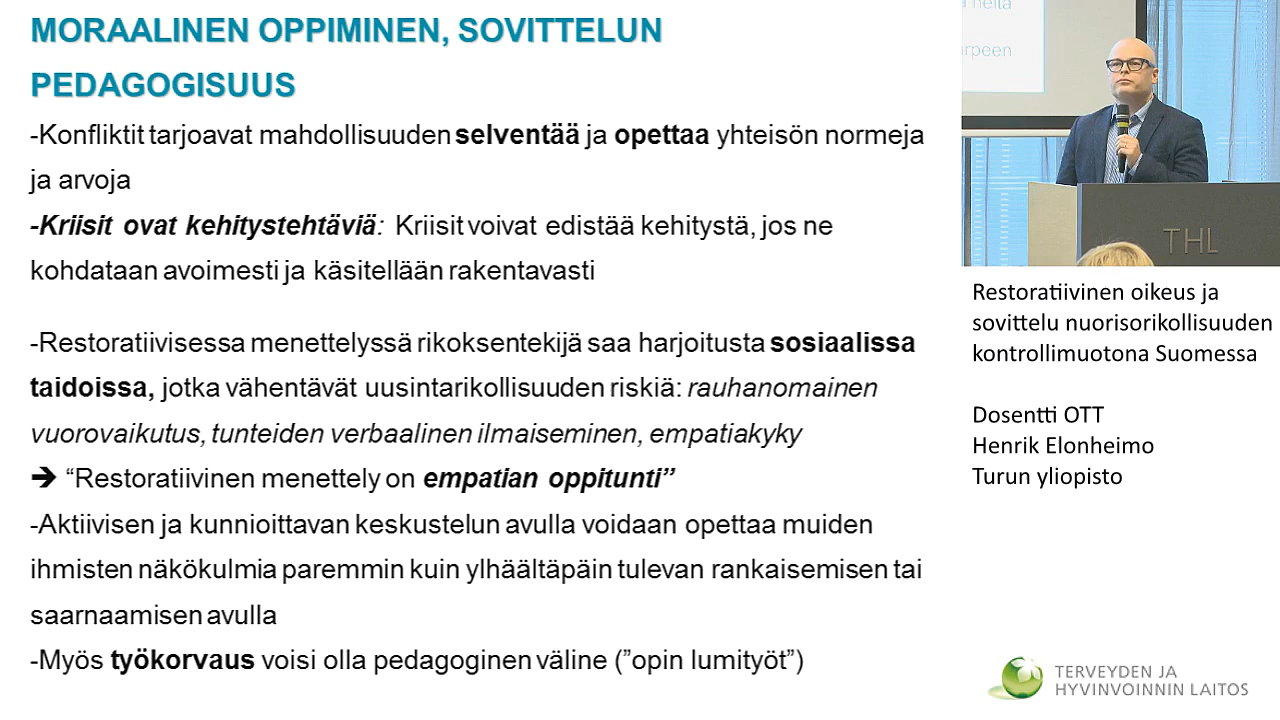 MORAALINEN OPPIMINEN, SOVITTELUN
PEDAGOGISUUS
-Konfliktit tarjoavat mahdollisuuden selventää ja opettaa yhteisön normeja
ja arvoja
-Kriisit ovat kehitystehtäviä: Kriisit voivat edistää kehitystä, jos ne
kohdataan avoimesti ja käsitellään rakentavasti
-Restoratiivisessa menettelyssä rikoksentekijä saa harjoitusta sosiaalissa
taidoissa, jotka vähentävät uusintarikollisuuden riskiä: rauhanomainen
vuorovaikutus, tunteiden verbaalinen ilmaiseminen, empatiakyky
➔ “Restoratiivinen menettely on empatian oppitunti”
-Aktiivisen ja kunnioittavan keskustelun avulla voidaan opettaa muiden
ihmisten näkökulmia paremmin kuin ylhäältäpäin tulevan rankaisemisen tai
saarnaamisen avulla
-Myös työkorvaus voisi olla pedagoginen väline (”opin lumityöt”)
THL
Restoratiivinen oikeus ja
sovittelu nuorisorikollisuuden
kontrollimuotona Suomessa
Dosentti OTT
Henrik Elonheimo
Turun yliopisto
TERVEYDEN JA
HYVINVOINNIN LAITOS